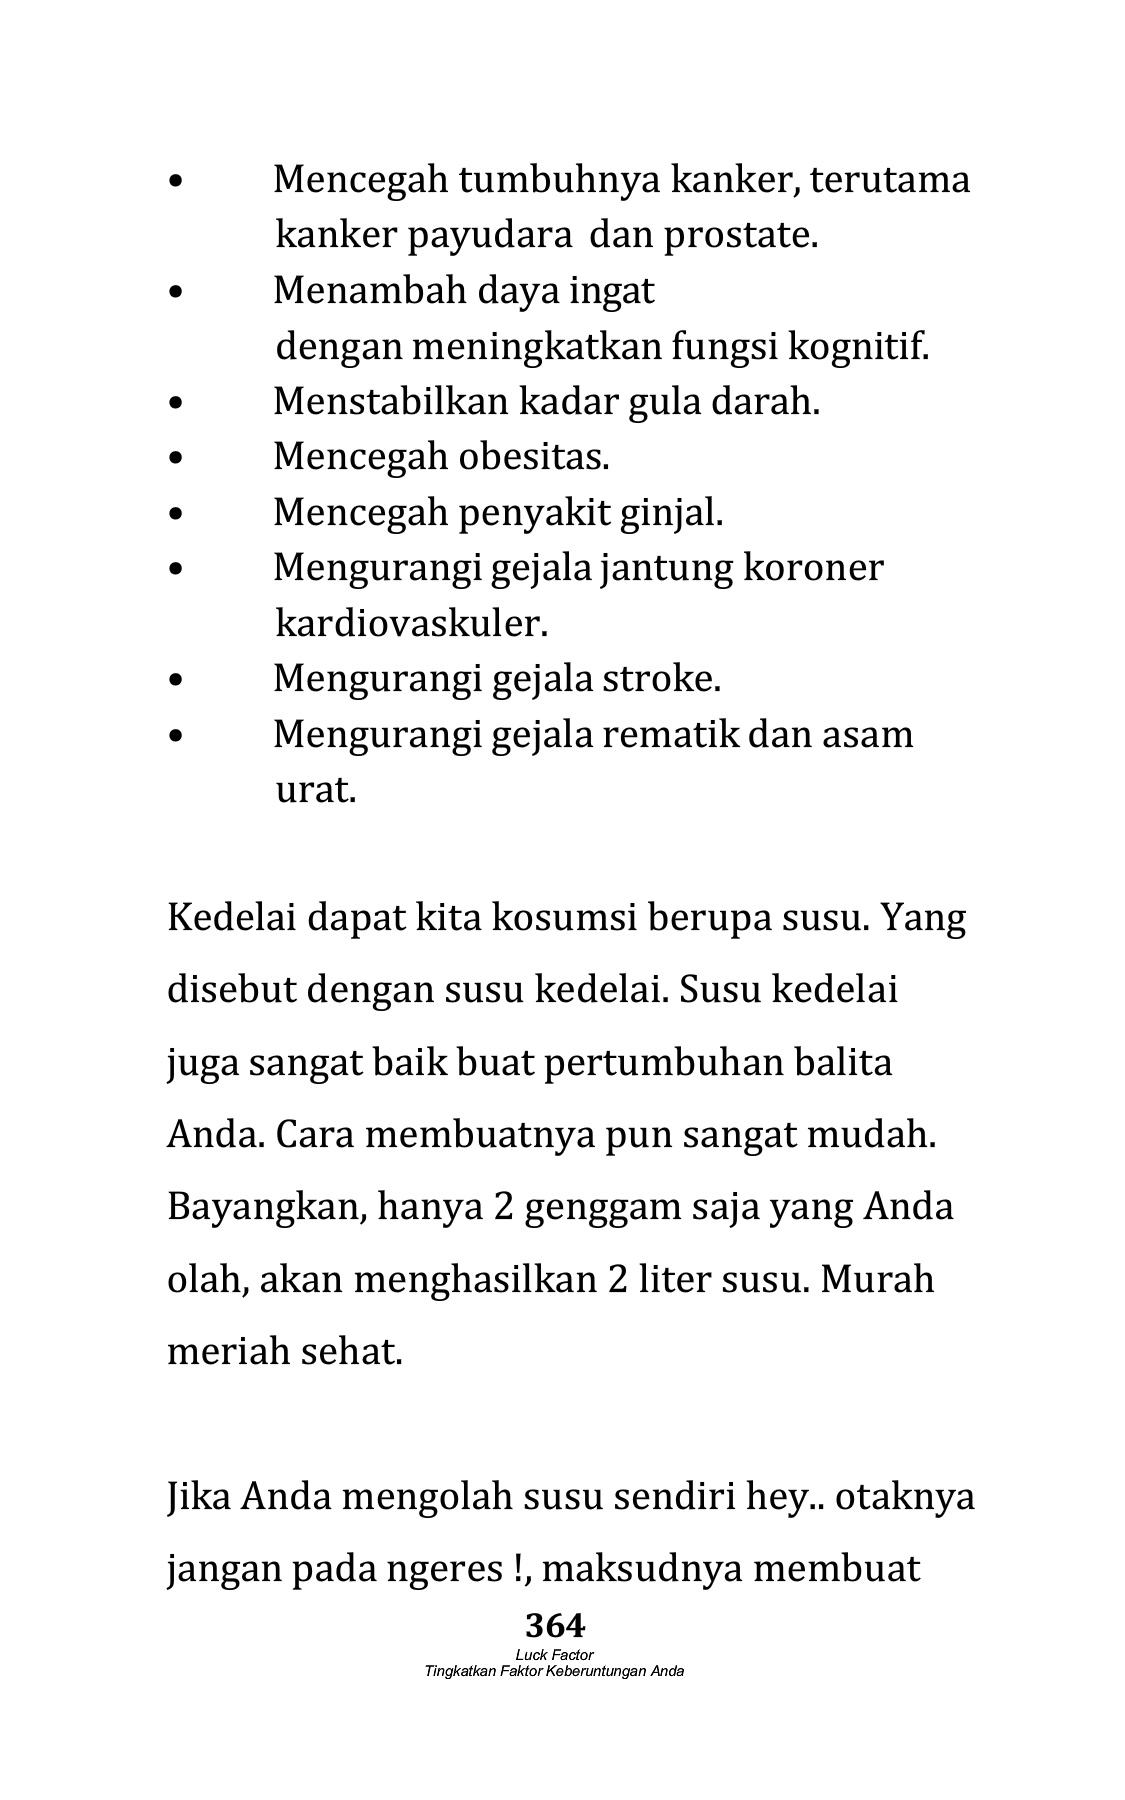 • Mencegah tumbuhnya kanker, terutama
kanker payudara dan prostate.
• Menambah daya ingat
dengan meningkatkan fungsi kognitif.
• Menstabilkan kadar gula darah.
• Mencegah obesitas.
• Mencegah penyakit ginjal.
• Mengurangi gejala jantung koroner
kardiovaskuler.
• Mengurangi gejala stroke.
• Mengurangi gejala rematik dan asam
urat.
Kedelai dapat kita kosumsi berupa susu. Yang
disebut dengan susu kedelai. Susu kedelai
juga sangat baik buat pertumbuhan balita
Anda. Cara membuatnya pun sangat mudah.
Bayangkan, hanya 2 genggam saja yang Anda
olah, akan menghasilkan 2 liter susu. Murah
meriah sehat.
Jika Anda mengolah susu sendiri hey.. otaknya
jangan pada ngeres !, maksudnya membuat
364
Luck Factor
Tingkatkan Faktor Keberuntungan Anda